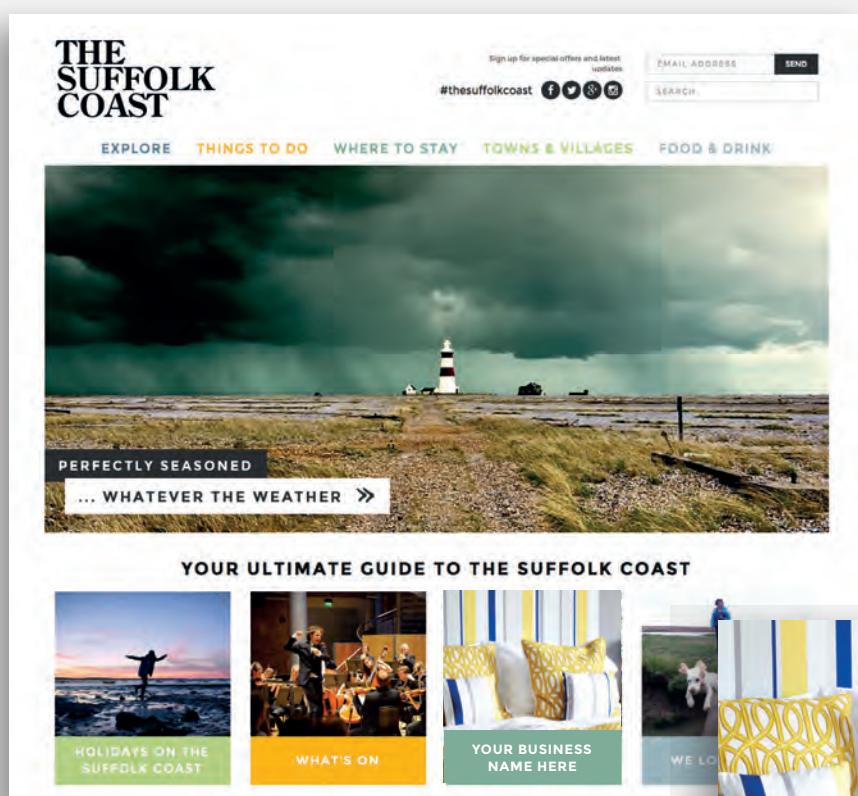 THE
SUFFOLK
COAST
Sign up for special offers and latest
updates
EMAIL ADDRESS
SEND
#thesuffolkcoast
SEARCH
EXPLORE THINGS TO DO WHERE TO STAY TOWNS & VILLAGES FOOD & DRINK
PERFECTLY SEASONED
... WHATEVER THE WEATHER »
YOUR ULTIMATE GUIDE TO THE SUFFOLK COAST
HOLIDAYS ON THE
SUFFOLK COAST
WHAT'S ON
YOUR BUSINESS
NAME HERE
WE